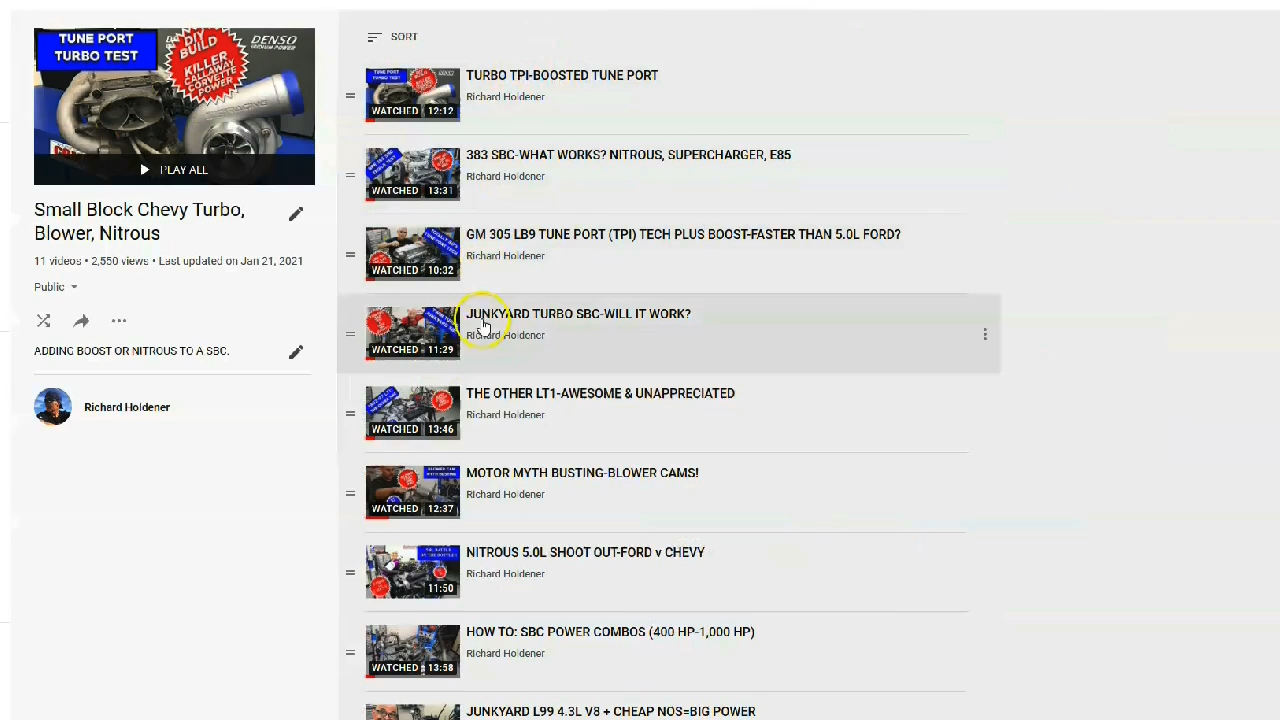 TUNE PORT
TURBO TEST
DIY
BUILD
KILLER
CALLAWAY
CORVETTE
POWER
DENSO
PLAY ALL
Small Block Chevy Turbo,
Blower, Nitrous
11 videos • 2,550 views • Last updated on Jan 21, 2021
Public
ADDING BOOST OR NITROUS TO A SBC.
Richard Holdener
SORT
TURBO TPI-BOOSTED TUNE PORT
Richard Holdener
WATCHED 12:12
383 SBC-WHAT WORKS? NITROUS, SUPERCHARGER, E85
Richard Holdener
WATCHED 13:31
GM 305 LB9 TUNE PORT (TPI) TECH PLUS BOOST-FASTER THAN 5.0L FORD?
Richard Holdener
WATCHED 10:32
JUNKYARD TURBO SBC-WILL IT WORK?
Richard Holdener
WATCHED 11:29
THE OTHER LT1-AWESOME & UNAPPRECIATED
Richard Holdener
WATCHED 13:46
MOTOR MYTH BUSTING-BLOWER CAMS!
Richard Holdener
WATCHED 12:37
NITROUS 5.0L SHOOT OUT-FORD v CHEVY
Richard Holdener
11:50
HOW TO: SBC POWER COMBOS (400 HP-1,000 HP)
Richard Holdener
WATCHED 13:58
JUNKYARD L99 4.3L V8 + CHEAP NOS=BIG POWER